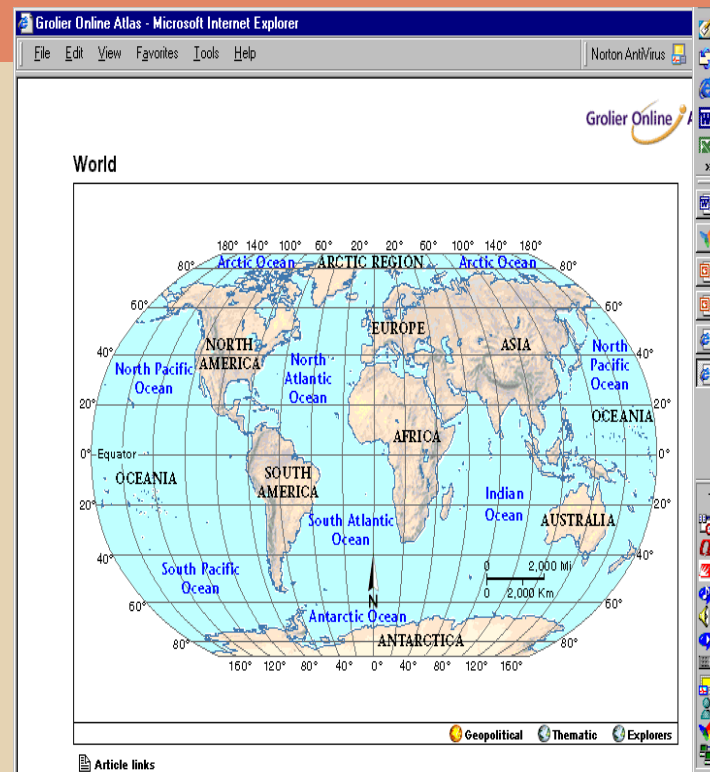 Grolier Online Atlas - Microsoft Internet Explorer
File Edit View Favorites Tools Help
Norton AntiVirus
Grolier Online A
World
180° 140° 100° 60° 20° 20° 60° 100° 140° 180°
80° Arctic Ocean ARCTIC REGION Arctic Ocean 80°
60° 60°
EUROPE
NORTH AMERICA
ASIA
40° 40°
North Pacific Ocean
North Atlantic Ocean
North Pacific Ocean
20° 20°
OCEANIA
AFRICA
0° Equator 0°
OCEANIA
SOUTH AMERICA
Indian Ocean
20° 20°
South Atlantic Ocean
AUSTRALIA
40° 40°
South Pacific Ocean
0 2,000 Mi
0 2,000 Km
N
60° 60°
Antarctic Ocean
80° ANTARCTICA 80°
160° 120° 80° 40° 0° 40° 80° 120° 160°
Geopolitical Thematic Explorers
Article links